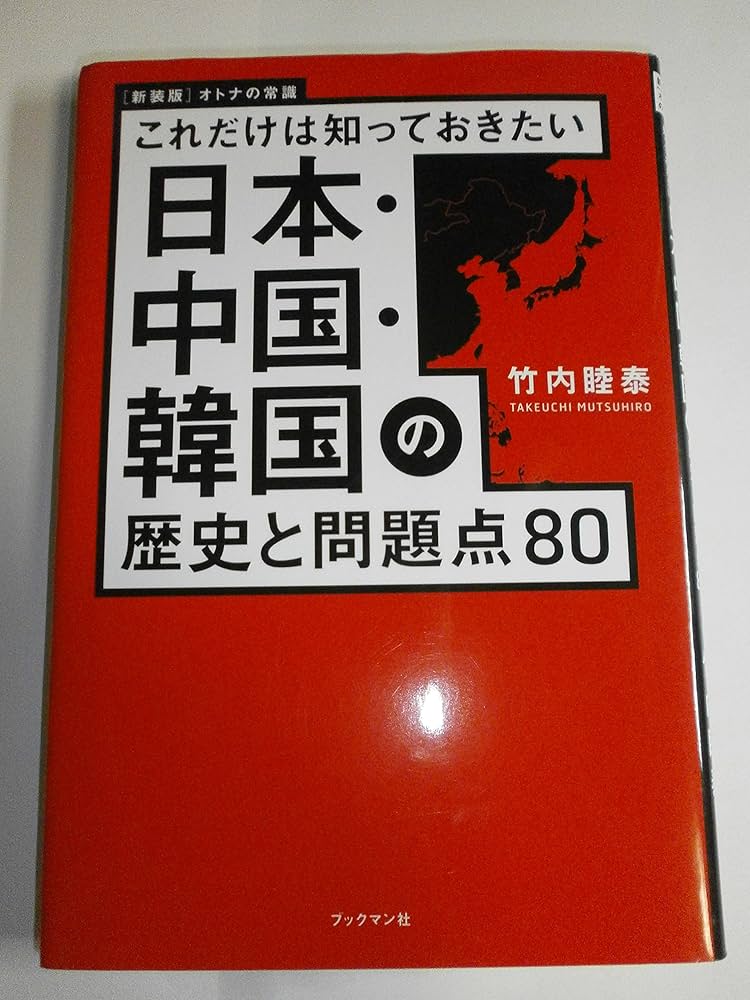 [新装版] オトナの常識
これだけは知っておきたい
日本・
中国・
韓国の
歴史と問題点80
竹内睦泰
TAKEUCHI MUTSUHIRO
ブックマン社